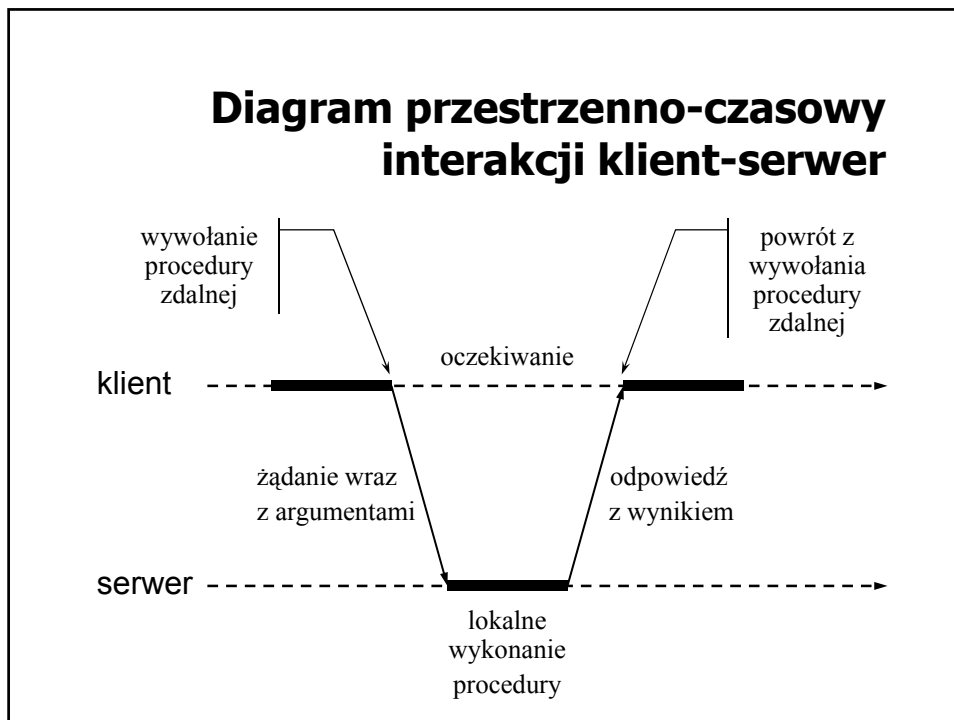 Diagram przestrzenno-czasowy
interakcji klient-serwer
wywołanie
procedury
zdalnej
powrót z
wywołania
procedury
zdalnej
oczekiwanie
klient
żądanie wraz
z argumentami
odpowiedź
z wynikiem
serwer
lokalne
wykonanie
procedury